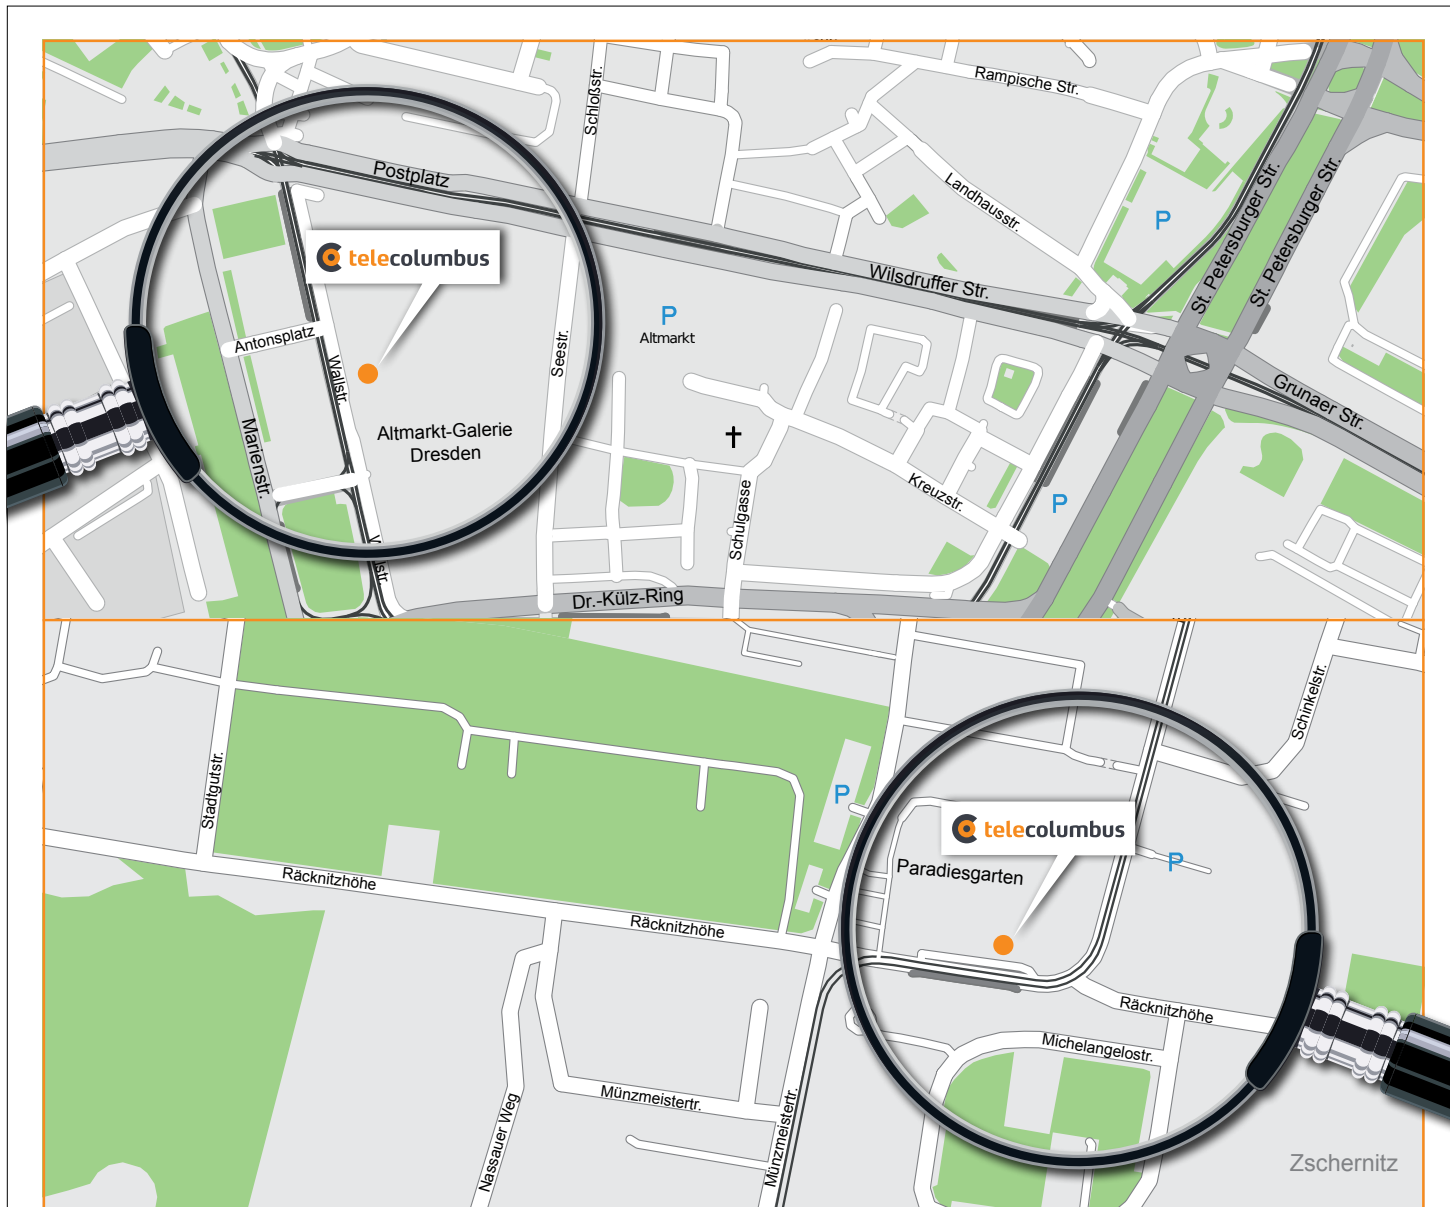 Rampische Str.
Schloßstr.
Postplatz
Landhausstr.
P
St. Petersburger Str.
St. Petersburger Str.
telecolumbus
Wilsdruffer Str.
P
Altmarkt
Antonsplatz
Wallstr.
Seestr.
Grunaer Str.
Altmarkt-Galerie
Dresden
Marienstr.
Kreuzstr.
P
Schulgasse
Dr.-Külz-Ring
Schinkelstr.
Stadtgutstr.
P
telecolumbus
P
Paradiesgarten
Räcknitzhöhe
Räcknitzhöhe
Räcknitzhöhe
Michelangelostr.
Münzmeistertr.
Münzmeistertr.
Nassauer Weg
Zschernitz